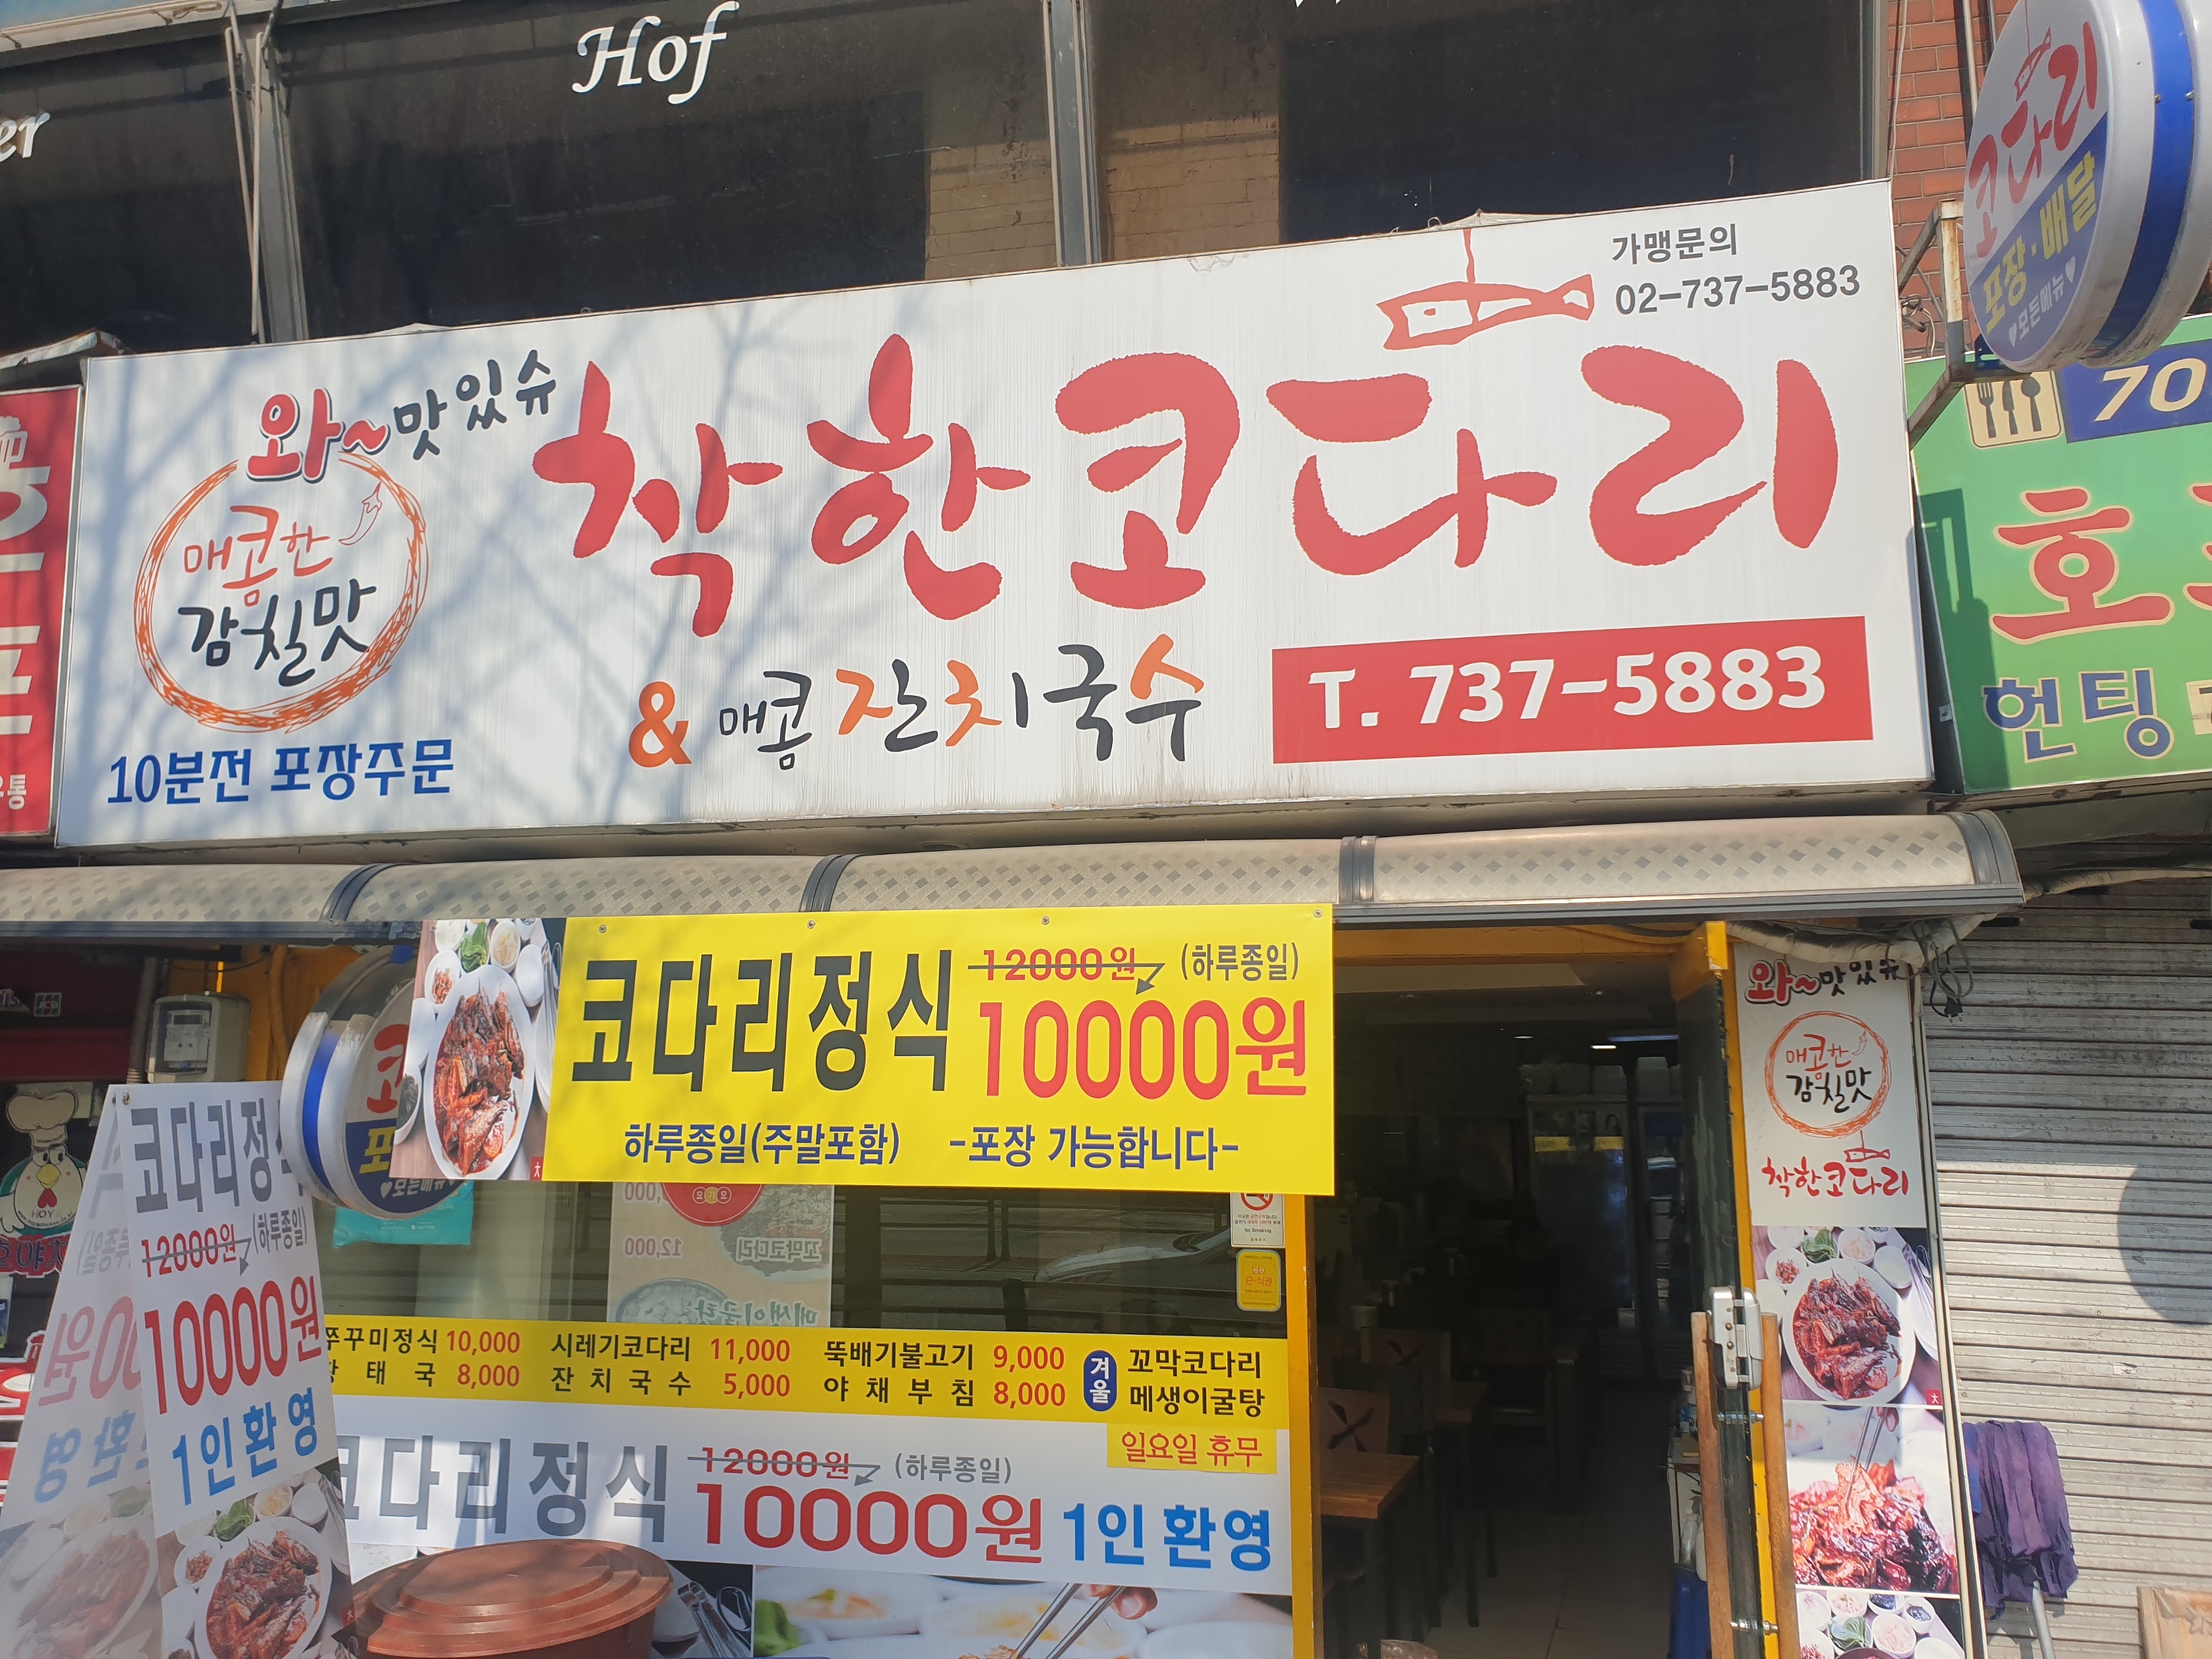 Hof
가맹문의
02-737-5883
와~맛있슈
매콤한
감칠맛
착한코다리
& 매콤 잔치국수
T. 737-5883
10분전 포장주문
코다리
포장·배달
♥모든메뉴♥
70
호
헌팅
코다리정식
12000원
(하루종일)
10000원
하루종일(주말포함) -포장 가능합니다-
코다리정
12000원
(하루종일)
10000원
1인환영
쭈꾸미정식 10,000 시레기코다리 11,000 뚝배기불고기 9,000 겨울 꼬막코다리
태국 8,000 잔치국수 5,000 야채부침 8,000 메생이굴탕
일요일 휴무
코다리정식
12000원 (하루종일)
10000원 1인환영
와~맛있슈
매콤한
감칠맛
착한코다리
No Smoking
HOY